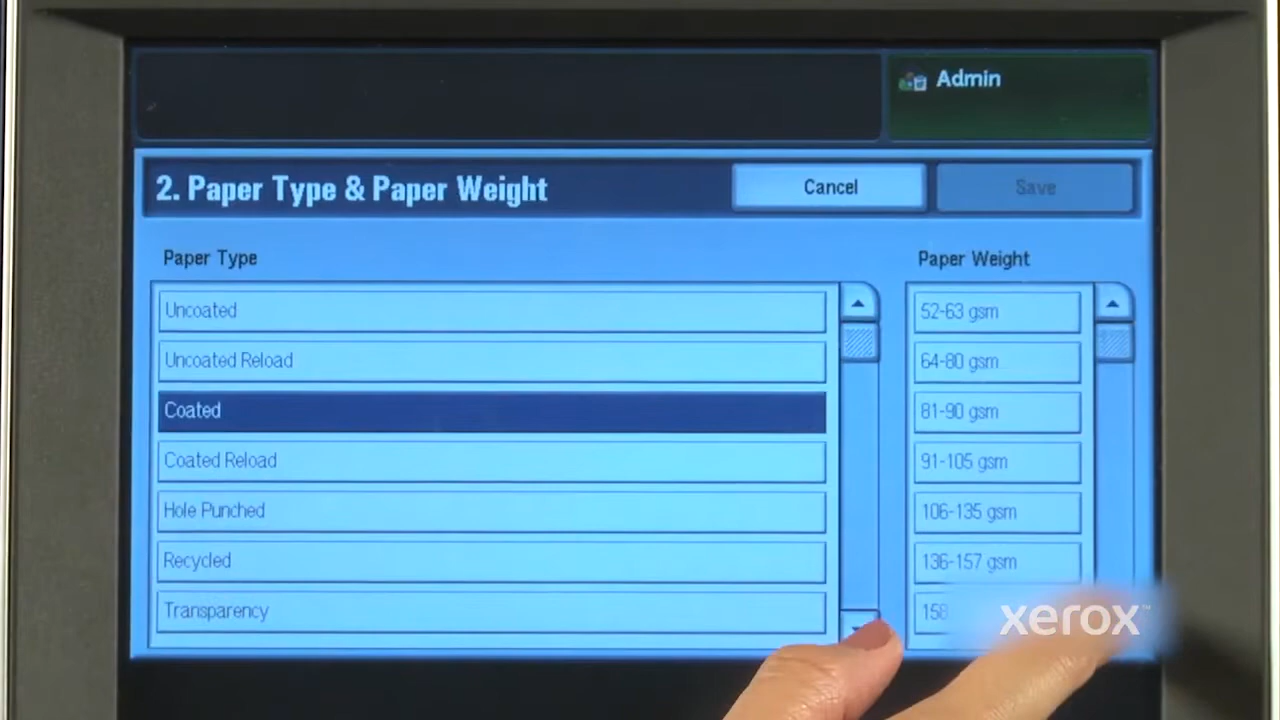 Admin
2. Paper Type & Paper Weight
Cancel
Save
Paper Type
Paper Weight
Uncoated
52-63 gsm
Uncoated Reload
64-80 gsm
Coated
81-90 gsm
Coated Reload
91-105 gsm
Hole Punched
106-135 gsm
Recycled
136-157 gsm
Transparency
158
xerox™